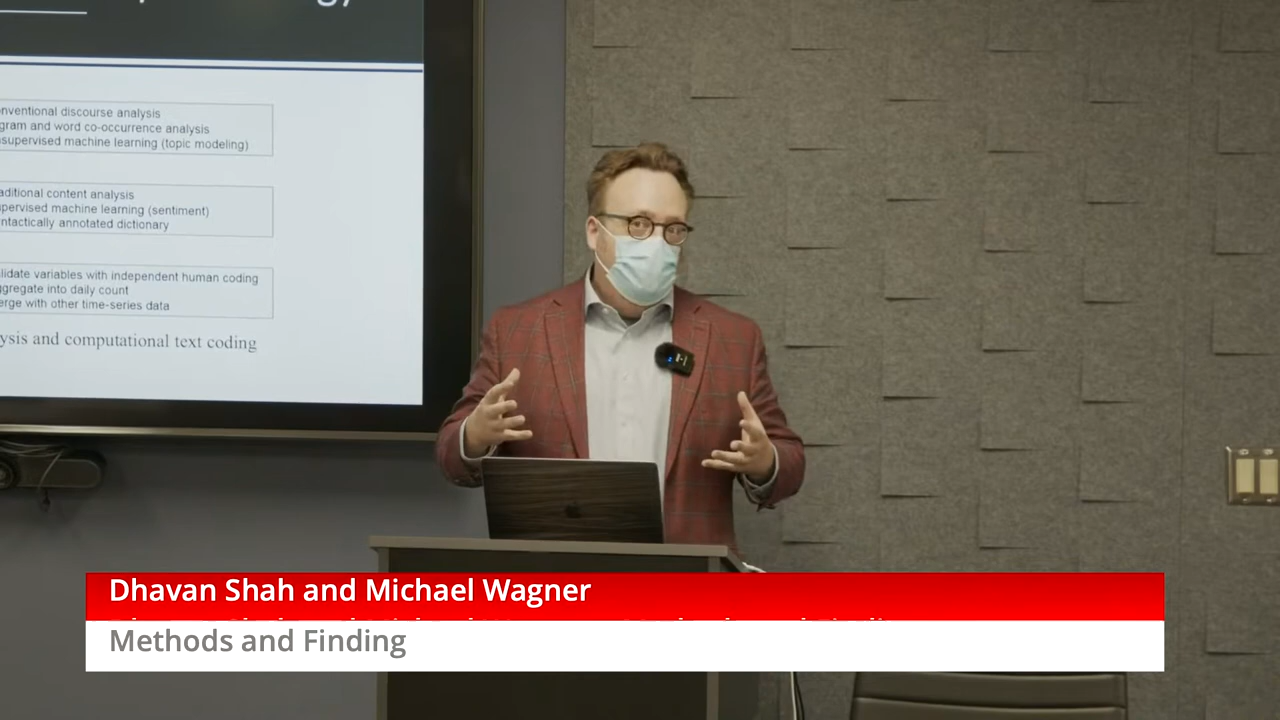 nventional discourse analysis
gram and word co-occurrence analysis
supervised machine learning (topic modeling)
aditional content analysis
pervised machine learning (sentiment)
ntactically annotated dictionary
lidate variables with independent human coding
ggregate into daily count
erge with other time-series data
ysis and computational text coding
Dhavan Shah and Michael Wagner
Methods and Finding